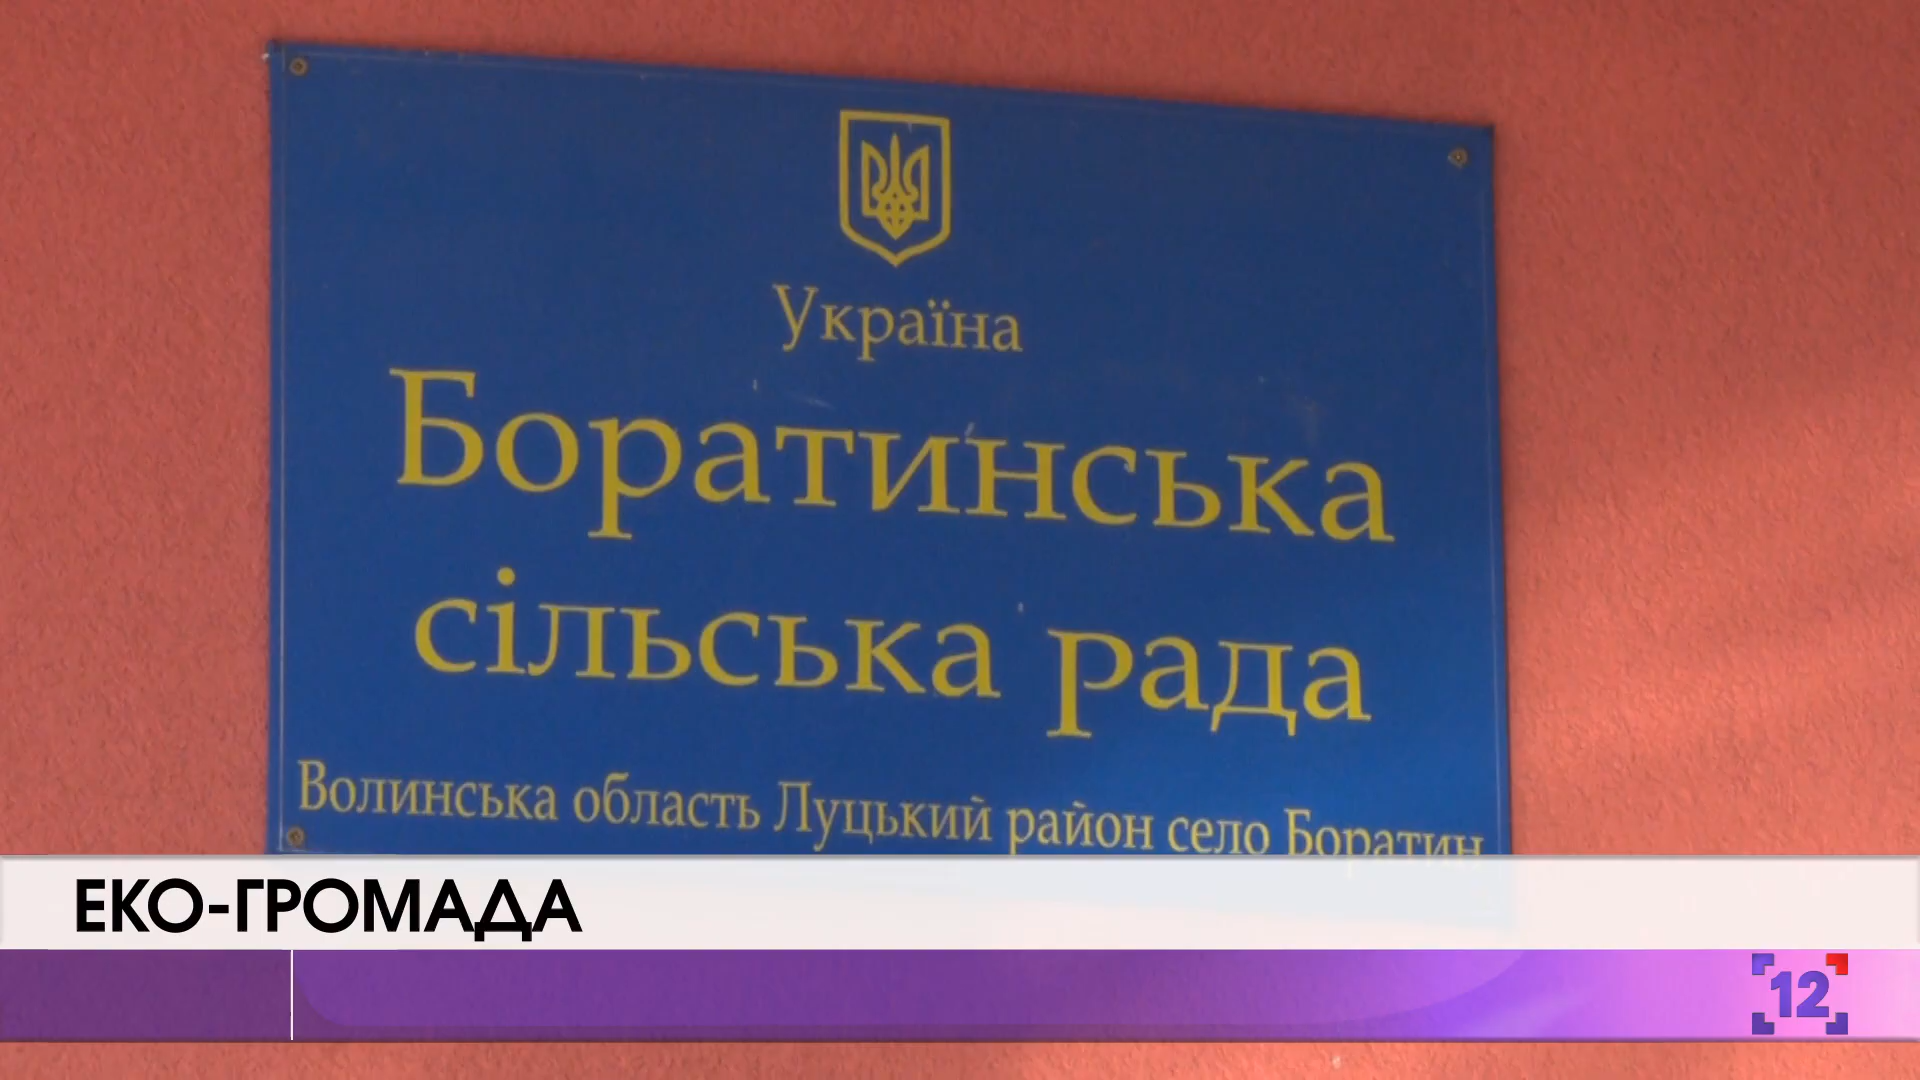 Україна
Боратинська
сільська рада
Волинська область Луцький район село Боратин
ЕКО-ГРОМАДА
12